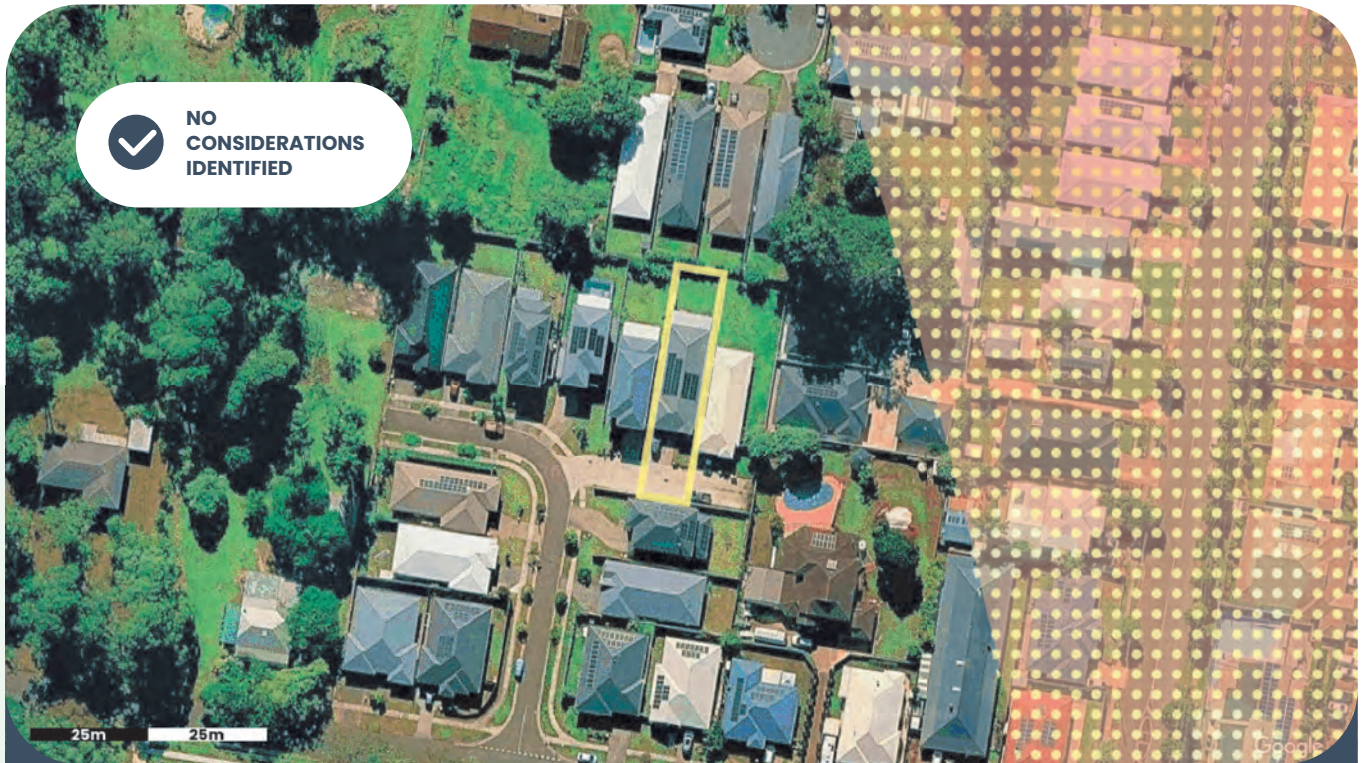 NO
CONSIDERATIONS
IDENTIFIED
25m 25m
Google